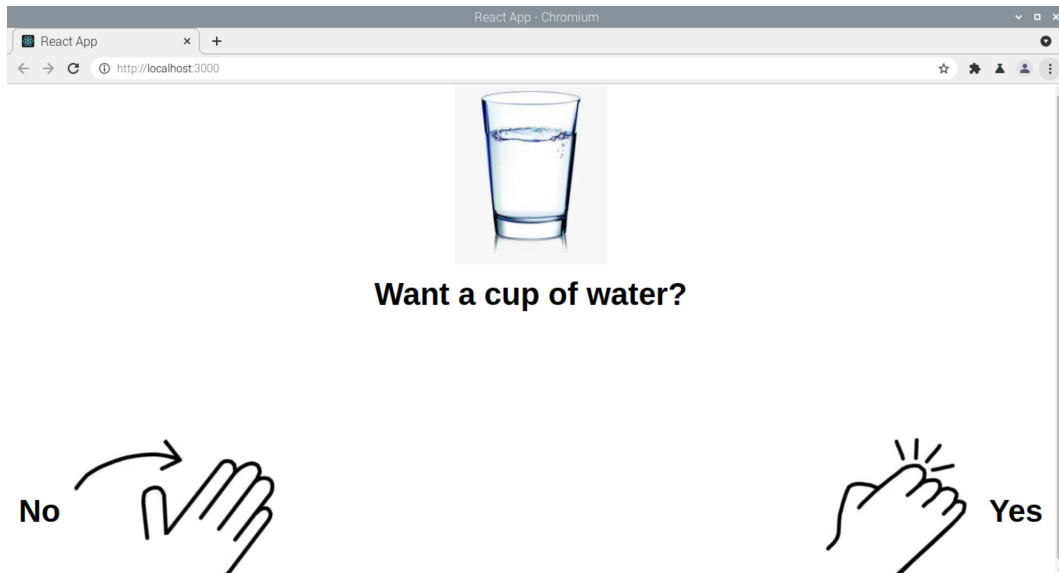 React App - Chromium
React App
http://localhost:3000
Want a cup of water?
No
Yes